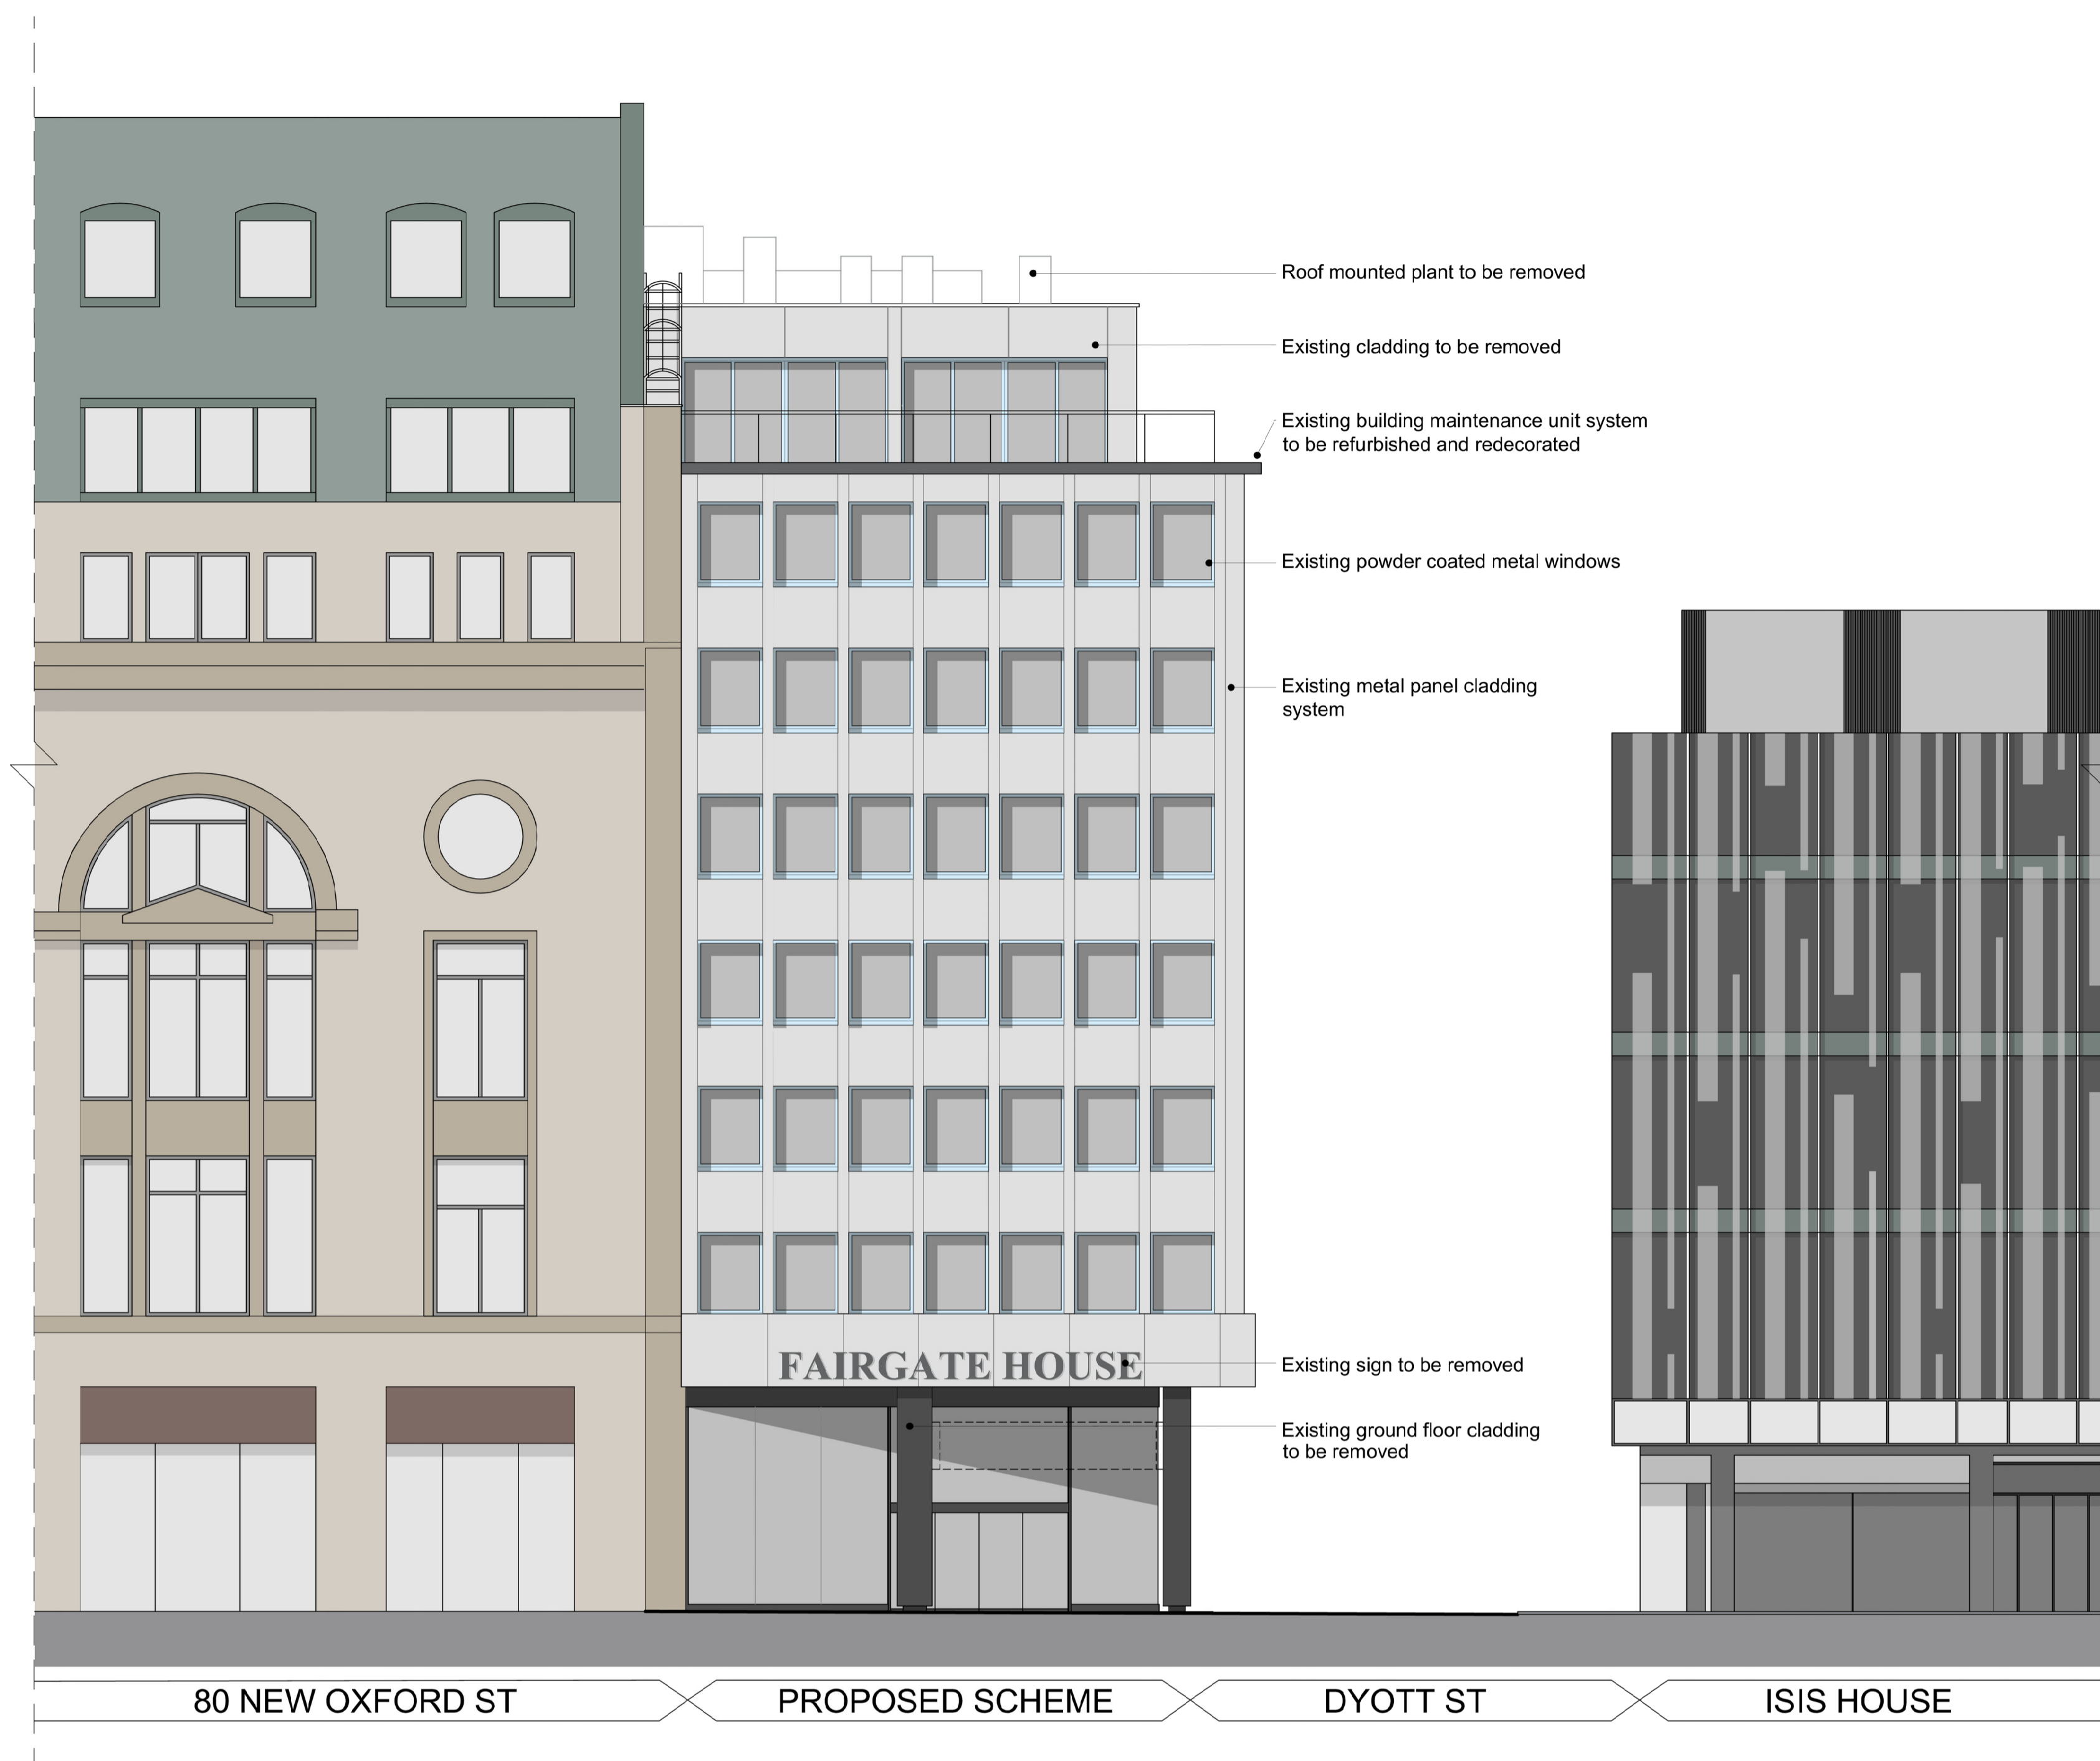 Roof mounted plant to be removed
Existing cladding to be removed
Existing building maintenance unit system
to be refurbished and redecorated
Existing powder coated metal windows
Existing metal panel cladding
system
FAIRGATE HOUSE
Existing sign to be removed
Existing ground floor cladding
to be removed
80 NEW OXFORD ST
PROPOSED SCHEME
DYOTT ST
ISIS HOUSE